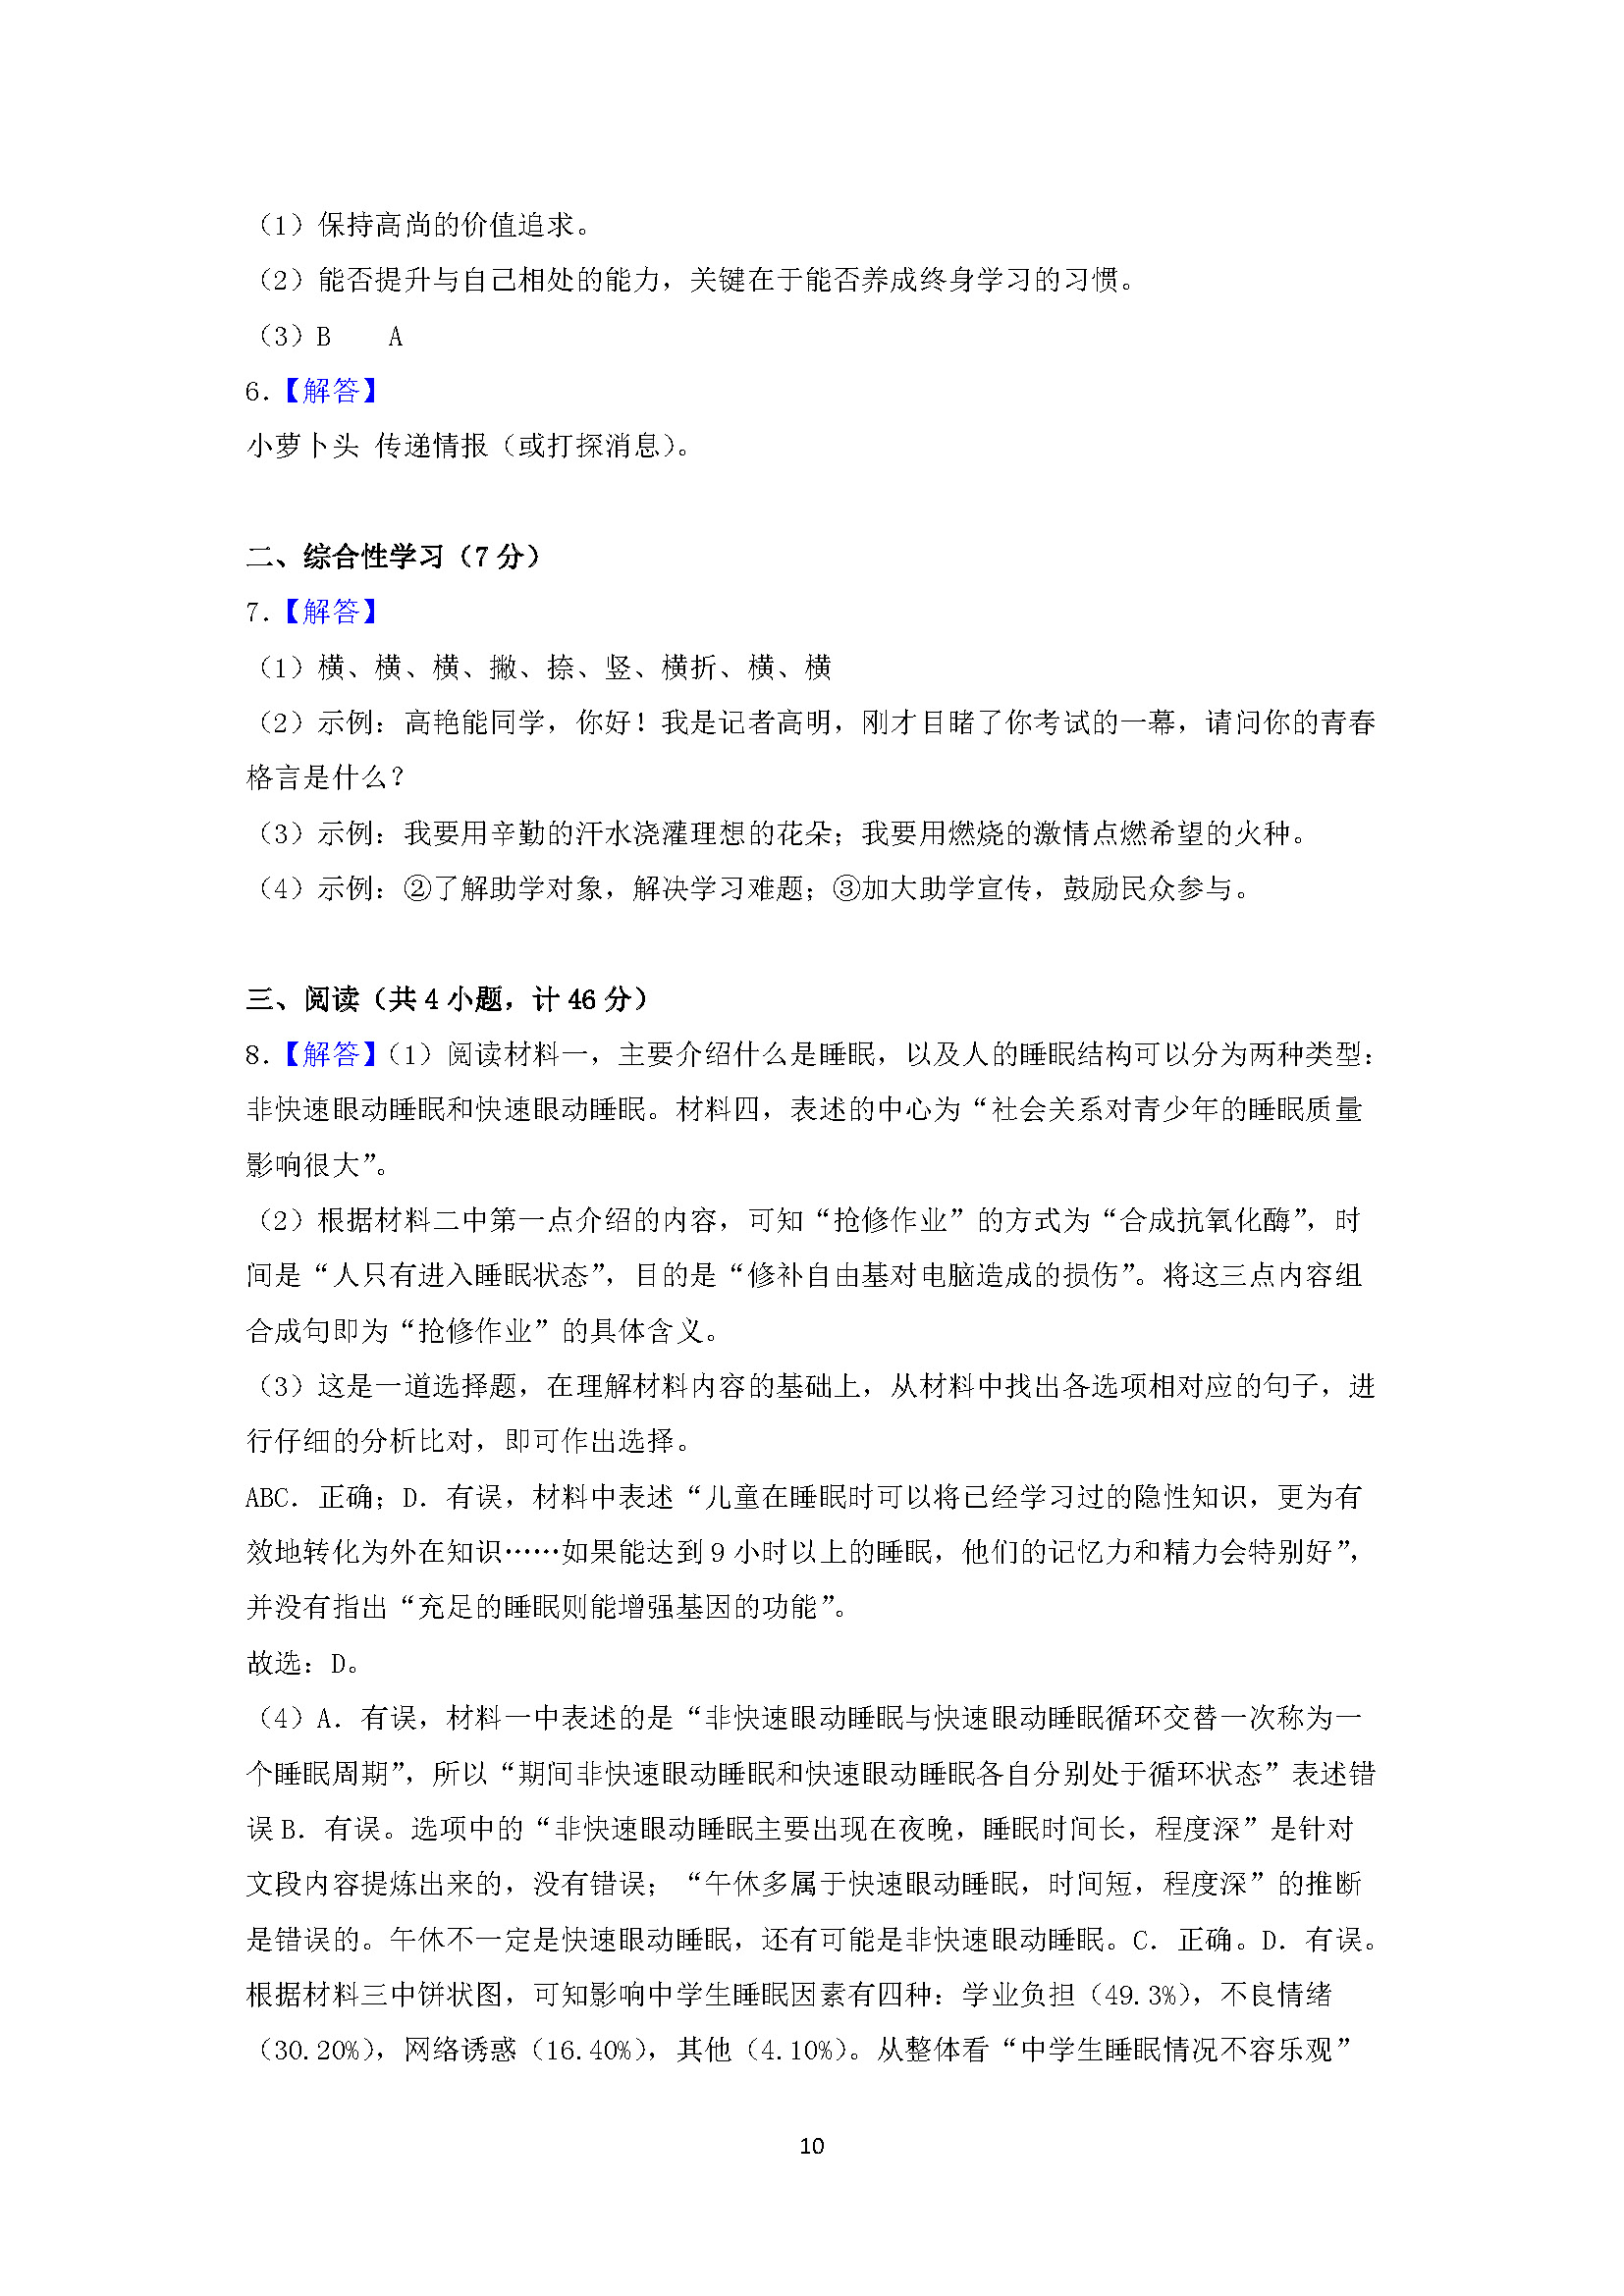 （1）保持高尚的价值追求。
（2）能否提升与自己相处的能力，关键在于能否养成终身学习的习惯。
（3）B　　A
6.【解答】
小萝卜头 传递情报（或打探消息）。
二、综合性学习（7 分）
7.【解答】
（1）横、横、横、撇、捺、竖、横折、横、横
（2）示例：高艳能同学，你好！我是记者高明，刚才目睹了你考试的一幕，请问你的青春
格言是什么？
（3）示例：我要用辛勤的汗水浇灌理想的花朵；我要用燃烧的激情点燃希望的火种。
（4）示例：②了解助学对象，解决学习难题；③加大助学宣传，鼓励民众参与。
三、阅读（共 4 小题，计 46 分）
8.【解答】（1）阅读材料一，主要介绍什么是睡眠，以及人的睡眠结构可以分为两种类型：
非快速眼动睡眠和快速眼动睡眠。材料四，表述的中心为“社会关系对青少年的睡眠质量
影响很大”。
（2）根据材料二中第一点介绍的内容，可知“抢修作业”的方式为“合成抗氧化酶”，时
间是“人只有进入睡眠状态”，目的是“修补自由基对电脑造成的损伤”。将这三点内容组
合成句即为“抢修作业”的具体含义。
（3）这是一道选择题，在理解材料内容的基础上，从材料中找出各选项相对应的句子，进
行仔细的分析比对，即可作出选择。
ABC．正确；D．有误，材料中表述“儿童在睡眠时可以将已经学习过的隐性知识，更为有
效地转化为外在知识……如果能达到 9 小时以上的睡眠，他们的记忆力和精力会特别好”，
并没有指出“充足的睡眠则能增强基因的功能”。
故选：D。
（4）A．有误，材料一中表述的是“非快速眼动睡眠与快速眼动睡眠循环交替一次称为一
个睡眠周期”，所以“期间非快速眼动睡眠和快速眼动睡眠各自分别处于循环状态”表述错
误 B．有误。选项中的“非快速眼动睡眠主要出现在夜晚，睡眠时间长，程度深”是针对
文段内容提炼出来的，没有错误；“午休多属于快速眼动睡眠，时间短，程度深”的推断
是错误的。午休不一定是快速眼动睡眠，还有可能是非快速眼动睡眠。C．正确。D．有误。
根据材料三中饼状图，可知影响中学生睡眠因素有四种：学业负担（49.3%），不良情绪
（30.20%），网络诱惑（16.40%），其他（4.10%）。从整体看“中学生睡眠情况不容乐观”
10